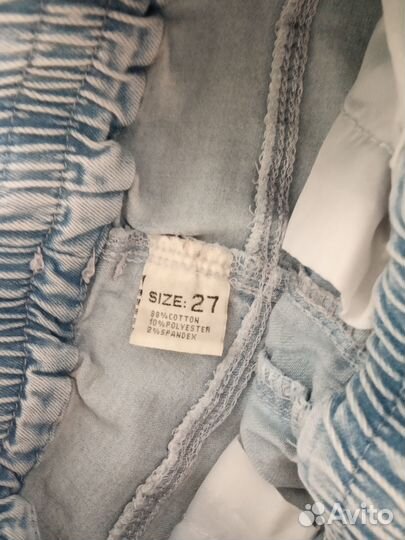 SIZE: 27
88%COTTON
10%POLYESTER
2%SPANDEX
Avito